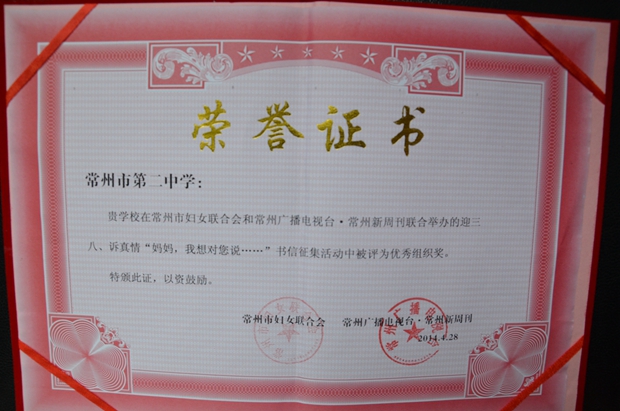 荣誉证书
常州市第二中学：
贵学校在常州市妇女联合会和常州广播电视台·常州新周刊联合举办的迎三
八、诉真情“妈妈，我想对您说……”书信征集活动中被评为优秀组织奖。
特颁此证，以资鼓励。
常州市妇女联合会 常州广播电视台·常州新周刊
2014.4.28